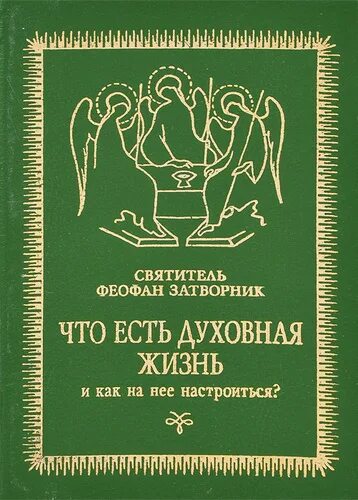 СВЯТИТЕЛЬ
ФЕОФАН ЗАТВОРНИК
ЧТО ЕСТЬ ДУХОВНАЯ
ЖИЗНЬ
и как на нее настроиться?